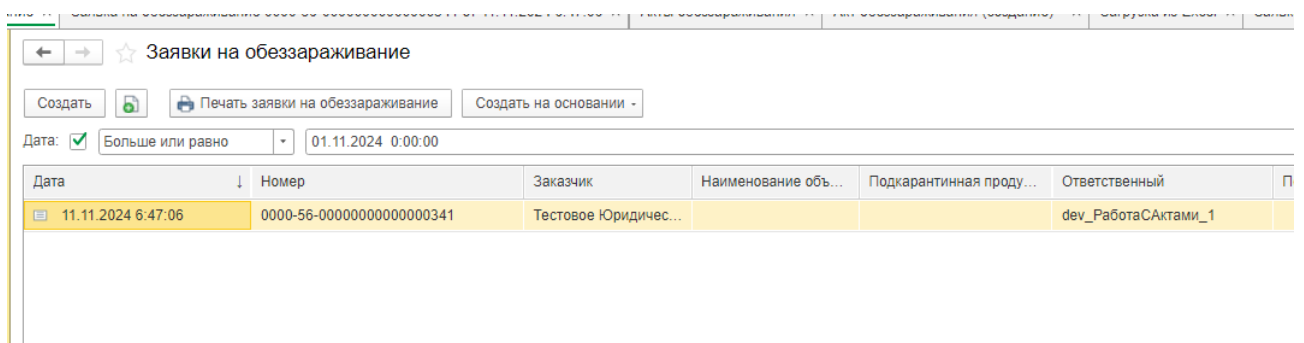 Заявки на обеззараживание
Создать Печать заявки на обеззараживание Создать на основании
Дата: Больше или равно 01.11.2024 0:00:00
Дата ↓ Номер Заказчик Наименование объ... Подкарантинная проду... Ответственный
11.11.2024 6:47:06 0000-56-00000000000000341 Тестовое Юридичес... dev_РаботаСАктами_1